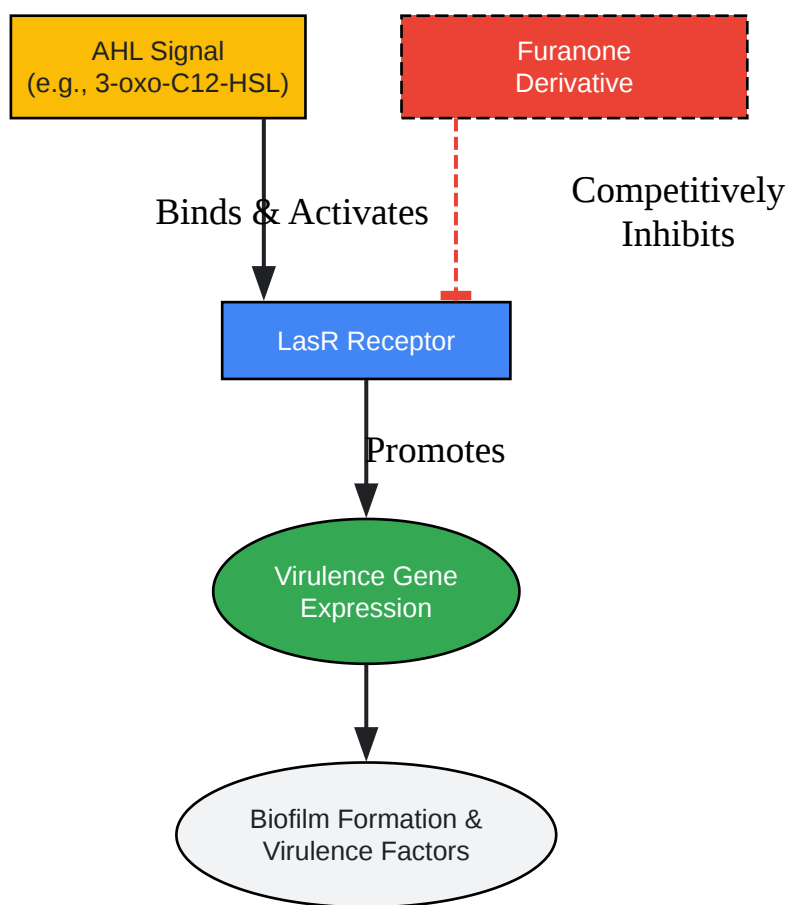 AHL Signal
(e.g., 3-oxo-C12-HSL)
Furanone
Derivative
Binds & Activates
Competitively
Inhibits
LasR Receptor
Promotes
Virulence Gene
Expression
Biofilm Formation &
Virulence Factors